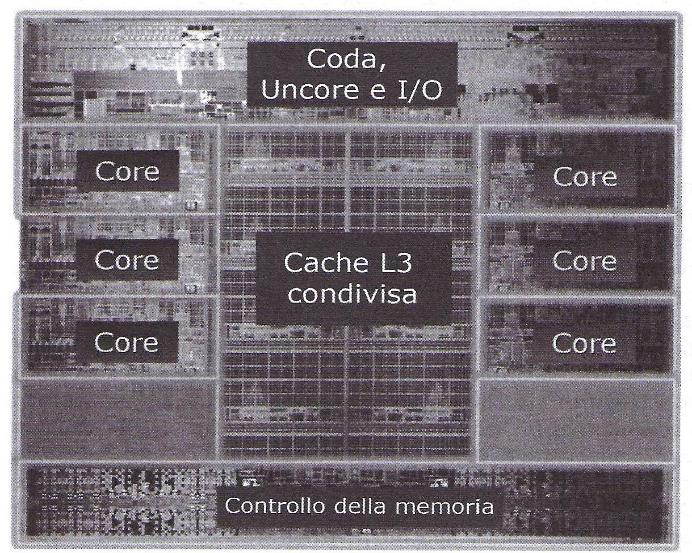 Coda,
Uncore e I/O
Core
Core
Core
Core
Core
Core
Cache L3
condivisa
Controllo della memoria